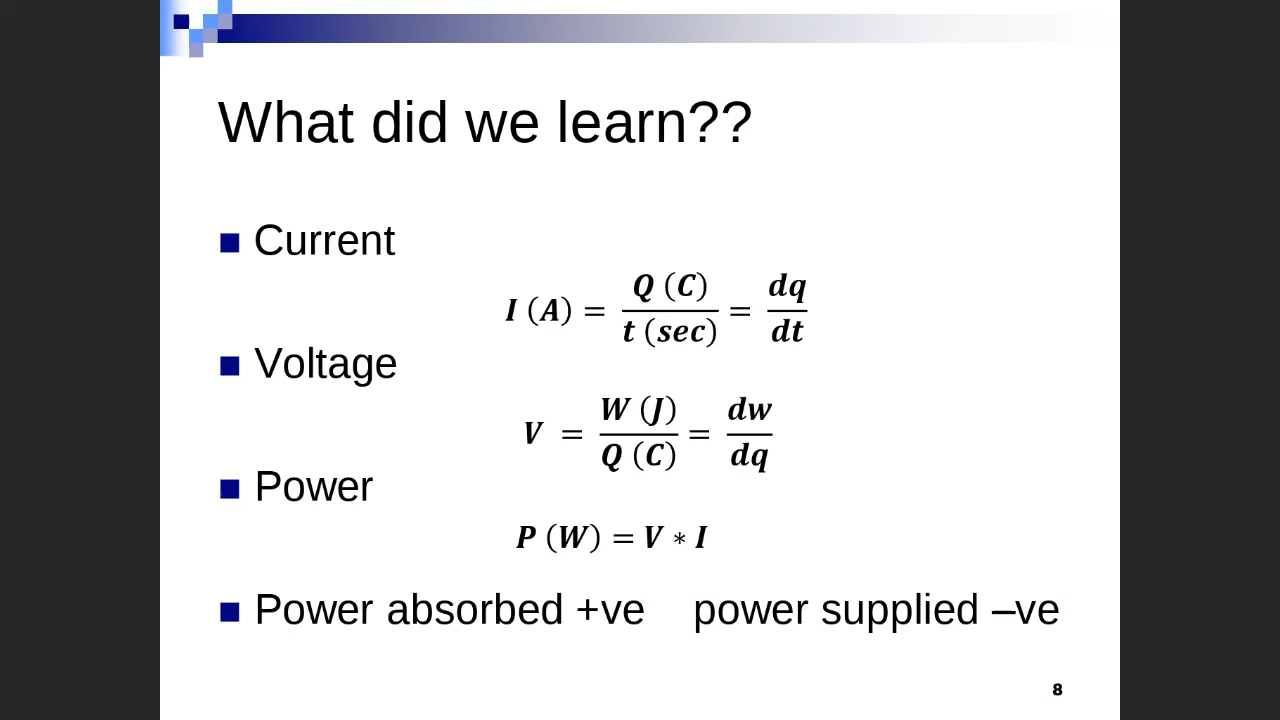 What did we learn??
Current
I (A) = Q (C) / t (sec) = dq / dt
Voltage
V = W (J) / Q (C) = dw / dq
Power
P (W) = V * I
Power absorbed +ve power supplied –ve
8